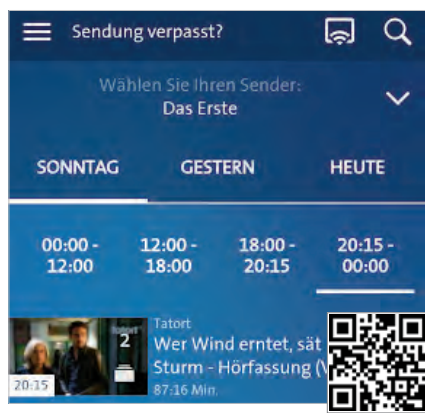 Sendung verpasst?
Wählen Sie Ihren Sender:
Das Erste
SONNTAG GESTERN HEUTE
00:00 - 12:00 - 18:00 - 20:15 -
12:00 18:00 20:15 00:00
Tatort
Wer Wind erntet, sät
Sturm - Hörfassung (
87:16 Min.
Tatort
2
20:15